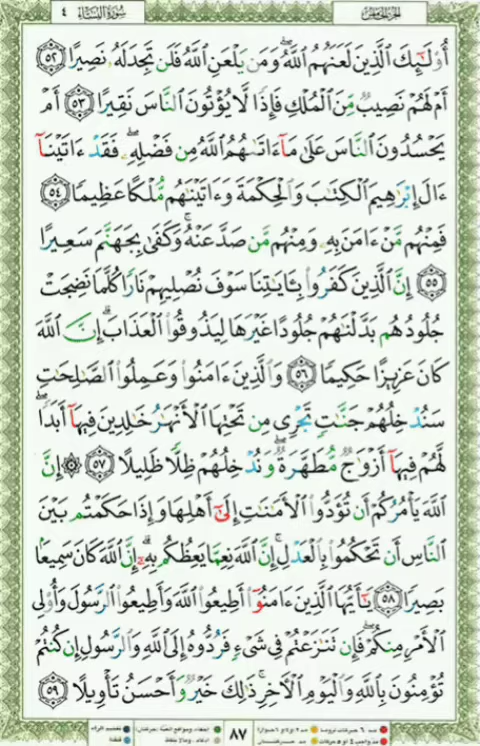 الجزء الخامس سورة النساء ٤
أُو۟لَـٰٓئِكَ ٱلَّذِينَ لَعَنَهُمُ ٱللَّهُ ۖ وَمَن يَلْعَنِ ٱللَّهُ فَلَن تَجِدَ لَهُۥ نَصِيرًا ٥٢
أَمْ لَهُمْ نَصِيبٌ مِّنَ ٱلْمُلْكِ فَإِذًا لَّا يُؤْتُونَ ٱلنَّاسَ نَقِيرًا ٥٣ أَمْ
يَحْسُدُونَ ٱلنَّاسَ عَلَىٰ مَآ ءَاتَىٰهُمُ ٱللَّهُ مِن فَضْلِهِۦ ۖ فَقَدْ ءَاتَيْنَآ
ءَالَ إِبْرَٰهِيمَ ٱلْكِتَـٰبَ وَٱلْحِكْمَةَ وَءَاتَيْنَـٰهُم مُّلْكًا عَظِيمًا ٥٤
فَمِنْهُم مَّنْ ءَامَنَ بِهِۦ وَمِنْهُم مَّن صَدَّ عَنْهُ ۚ وَكَفَىٰ بِجَهَنَّمَ سَعِيرًا
٥٥ إِنَّ ٱلَّذِينَ كَفَرُوا۟ بِـَٔايَـٰتِنَا سَوْفَ نُصْلِيهِمْ نَارًا كُلَّمَا نَضِجَتْ
جُلُودُهُم بَدَّلْنَـٰهُمْ جُلُودًا غَيْرَهَا لِيَذُوقُوا۟ ٱلْعَذَابَ ۗ إِنَّ ٱللَّهَ
كَانَ عَزِيزًا حَكِيمًا ٥٦ وَٱلَّذِينَ ءَامَنُوا۟ وَعَمِلُوا۟ ٱلصَّـٰلِحَـٰتِ
سَنُدْخِلُهُمْ جَنَّـٰتٍ تَجْرِى مِن تَحْتِهَا ٱلْأَنْهَـٰرُ خَـٰلِدِينَ فِيهَآ أَبَدًا ۖ
لَّهُمْ فِيهَآ أَزْوَٰجٌ مُّطَهَّرَةٌ ۖ وَنُدْخِلُهُمْ ظِلًّا ظَلِيلًا ٥٧ ۞ إِنَّ
ٱللَّهَ يَأْمُرُكُمْ أَن تُؤَدُّوا۟ ٱلْأَمَـٰنَـٰتِ إِلَىٰٓ أَهْلِهَا وَإِذَا حَكَمْتُم بَيْنَ
ٱلنَّاسِ أَن تَحْكُمُوا۟ بِٱلْعَدْلِ ۚ إِنَّ ٱللَّهَ نِعِمَّا يَعِظُكُم بِهِۦٓ ۗ إِنَّ ٱللَّهَ كَانَ سَمِيعًۢا
بَصِيرًا ٥٨ يَـٰٓأَيُّهَا ٱلَّذِينَ ءَامَنُوٓا۟ أَطِيعُوا۟ ٱللَّهَ وَأَطِيعُوا۟ ٱلرَّسُولَ وَأُو۟لِى
ٱلْأَمْرِ مِنكُمْ ۖ فَإِن تَنَـٰزَعْتُمْ فِى شَىْءٍ فَرُدُّوهُ إِلَى ٱللَّهِ وَٱلرَّسُولِ إِن كُنتُمْ
تُؤْمِنُونَ بِٱللَّهِ وَٱلْيَوْمِ ٱلْـَٔاخِرِ ۚ ذَٰلِكَ خَيْرٌ وَأَحْسَنُ تَأْوِيلًا ٥٩
٨٧